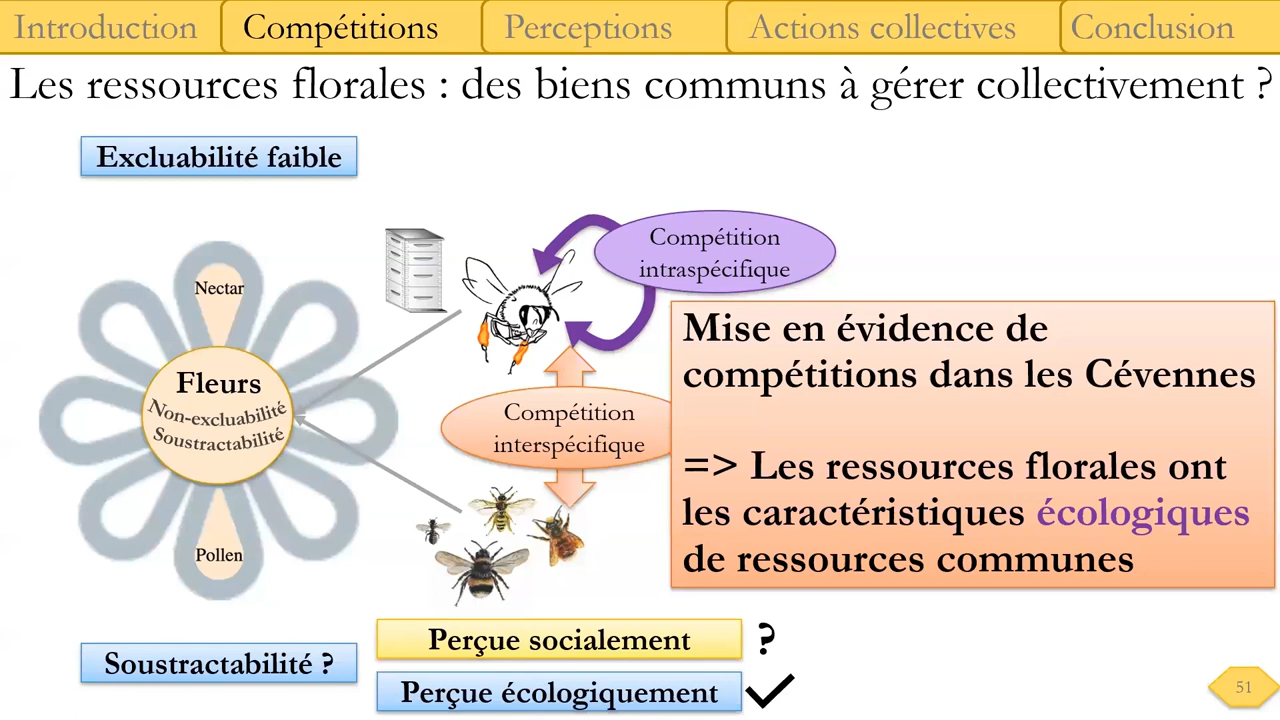 Introduction
Compétitions
Perceptions
Actions collectives
Conclusion
Les ressources florales : des biens communs à gérer collectivement ?
Excluabilité faible
Nectar
Fleurs
Non-excluabilité
Soustractabilité
Pollen
Compétition
intraspécifique
Compétition
interspécifique
Mise en évidence de
compétitions dans les Cévennes
=> Les ressources florales ont
les caractéristiques écologiques
de ressources communes
Soustractabilité ?
Perçue socialement
?
Perçue écologiquement
51